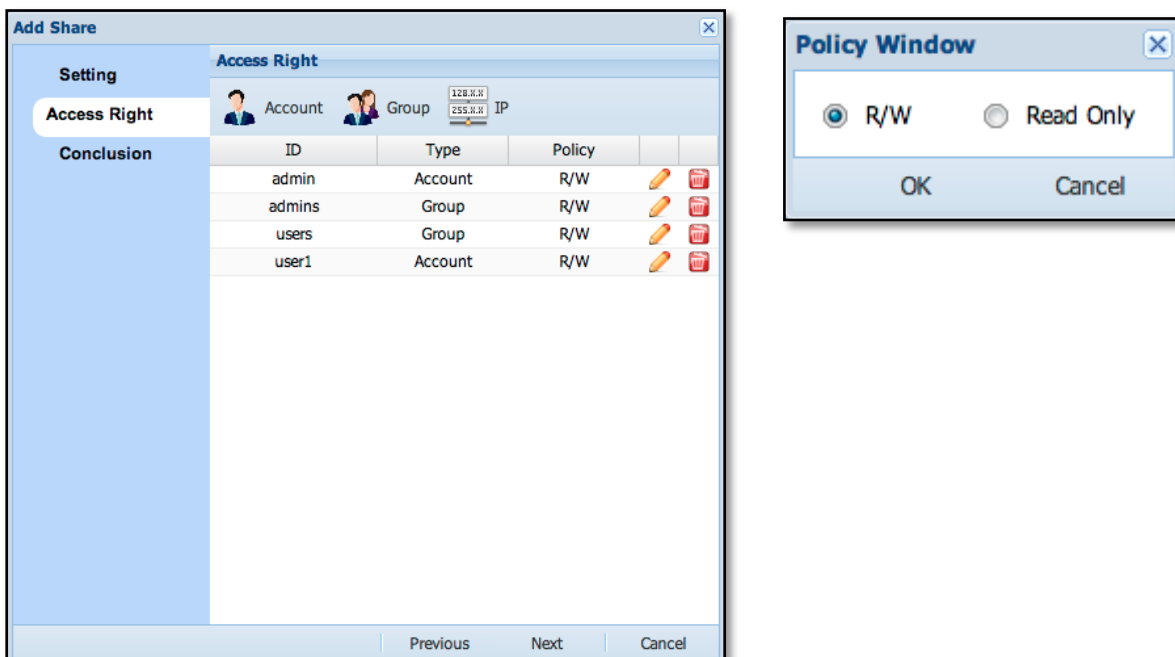 Add Share
Setting
Access Right
Conclusion
Access Right
Account Group 128.X.X 255.X.X IP
ID Type Policy
admin Account R/W
admins Group R/W
users Group R/W
user1 Account R/W
Previous Next Cancel
Policy Window
R/W Read Only
OK Cancel